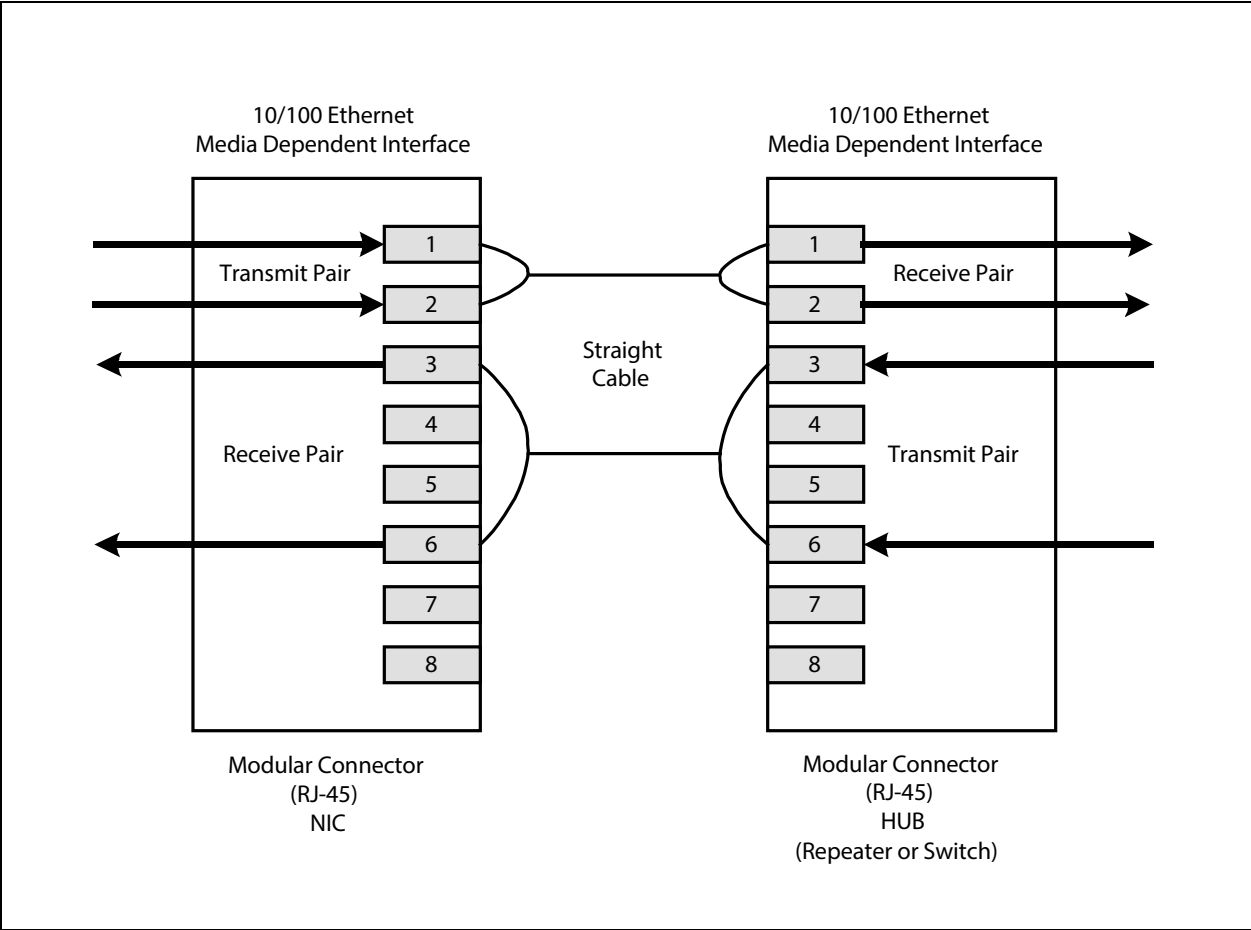 10/100 Ethernet
Media Dependent Interface
10/100 Ethernet
Media Dependent Interface
1
Transmit Pair
2
3
4
Receive Pair
5
6
7
8
Straight
Cable
1
Receive Pair
2
3
4
Transmit Pair
5
6
7
8
Modular Connector
(RJ-45)
NIC
Modular Connector
(RJ-45)
HUB
(Repeater or Switch)